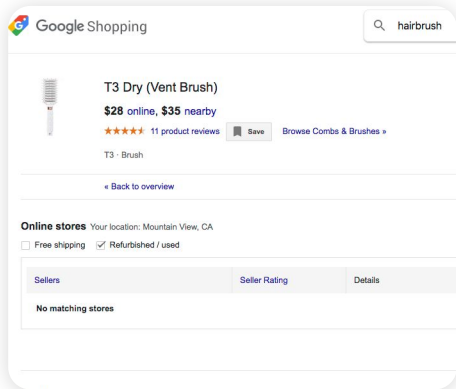 Google Shopping
hairbrush
T3 Dry (Vent Brush)
$28 online, $35 nearby
11 product reviews Save Browse Combs & Brushes »
T3 · Brush
« Back to overview
Online stores Your location: Mountain View, CA
Free shipping Refurbished / used
Sellers Seller Rating Details
No matching stores